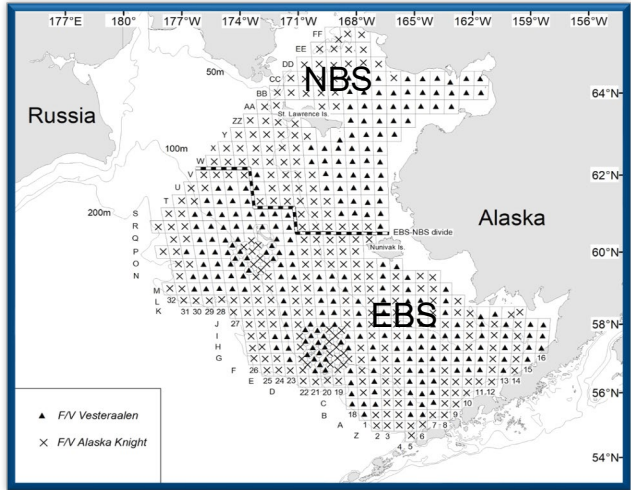 177°E 180° 177°W 174°W 171°W 168°W 165°W 162°W 159°W 156°W
FF
EE
DD
50m CC NBS
BB 64°N
AA
Russia St. Lawrence Is.
ZZ
Y
100m X
W
V 62°N
U
T
200m S Alaska
R EBS-NBS divide
Q Nunivak Is.
P 60°N
O
N
M
L 32
K 31 30 29 28 EBS
J 27 58°N
I
H
G 16
F 26 15
E 25 24 23 13 14
D 22 21 20 19 11 12 56°N
C 10
▲ F/V Vesteraalen B 18 9
A 1 7 8
× F/V Alaska Knight Z 2 3 6
4 5 54°N